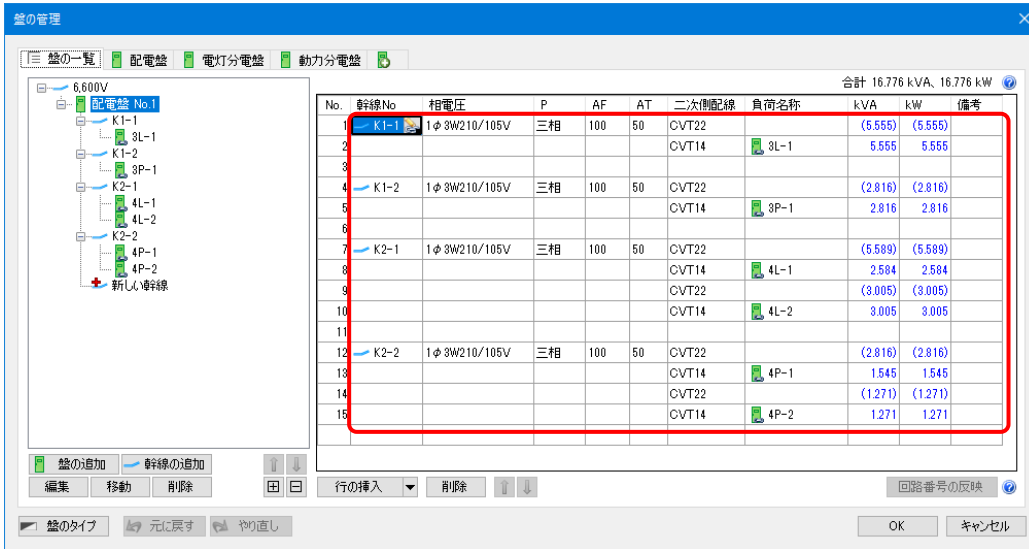 盤の管理
盤の一覧 配電盤 電灯分電盤 動力分電盤
6,600V
配電盤 No.1
K1-1
3L-1
K1-2
3P-1
K2-1
4L-1
4L-2
K2-2
4P-1
4P-2
新しい幹線
盤の追加 幹線の追加
編集 移動 削除
合計 16.776 kVA、16.776 kW
No. 幹線No 相電圧 P AF AT 二次側配線 負荷名称 kVA kW 備考
1 K1-1 1φ3W210/105V 三相 100 50 CVT22 (5.555) (5.555)
2 CVT14 3L-1 5.555 5.555
3
4 K1-2 1φ3W210/105V 三相 100 50 CVT22 (2.816) (2.816)
5 CVT14 3P-1 2.816 2.816
6
7 K2-1 1φ3W210/105V 三相 100 50 CVT22 (5.589) (5.589)
8 CVT14 4L-1 2.584 2.584
9 CVT22 (3.005) (3.005)
10 CVT14 4L-2 3.005 3.005
11
12 K2-2 1φ3W210/105V 三相 100 50 CVT22 (2.816) (2.816)
13 CVT14 4P-1 1.545 1.545
14 CVT22 (1.271) (1.271)
15 CVT14 4P-2 1.271 1.271
行の挿入 削除 回路番号の反映
盤のタイプ 元に戻す やり直し OK キャンセル